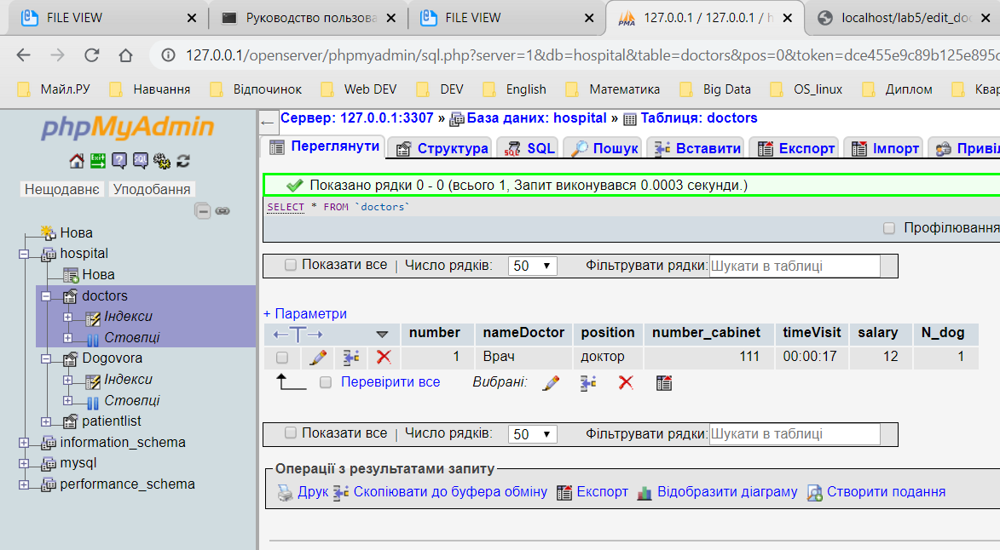 FILE VIEW
Руководство пользова
FILE VIEW
127.0.0.1 / 127.0.0.1 / h
localhost/lab5/edit_do
127.0.0.1/openserver/phpmyadmin/sql.php?server=1&db=hospital&table=doctors&pos=0&token=dce455e9c89b125e895c
Майл.РУ Навчання Відпочинок Web DEV DEV English Математика Big Data OS_linux Диплом Квар
phpMyAdmin
Нещодавнє Уподобання
Нова
hospital
Нова
doctors
Індекси
Стовпці
Dogovora
Індекси
Стовпці
patientlist
information_schema
mysql
performance_schema
Сервер: 127.0.0.1:3307 » База даних: hospital » Таблиця: doctors
Переглянути Структура SQL Пошук Вставити Експорт Імпорт Привіл
Показано рядки 0 - 0 (всього 1, Запит виконувався 0.0003 секунди.)
SELECT * FROM `doctors`
Профілювання
Показати все | Число рядків: 50 Фільтрувати рядки: Шукати в таблиці
+ Параметри
←T→ number nameDoctor position number_cabinet timeVisit salary N_dog
1 Врач доктор 111 00:00:17 12 1
Перевірити все Вибрані:
Показати все | Число рядків: 50 Фільтрувати рядки: Шукати в таблиці
Операції з результатами запиту
Друк Скопіювати до буфера обміну Експорт Відобразити діаграму Створити подання